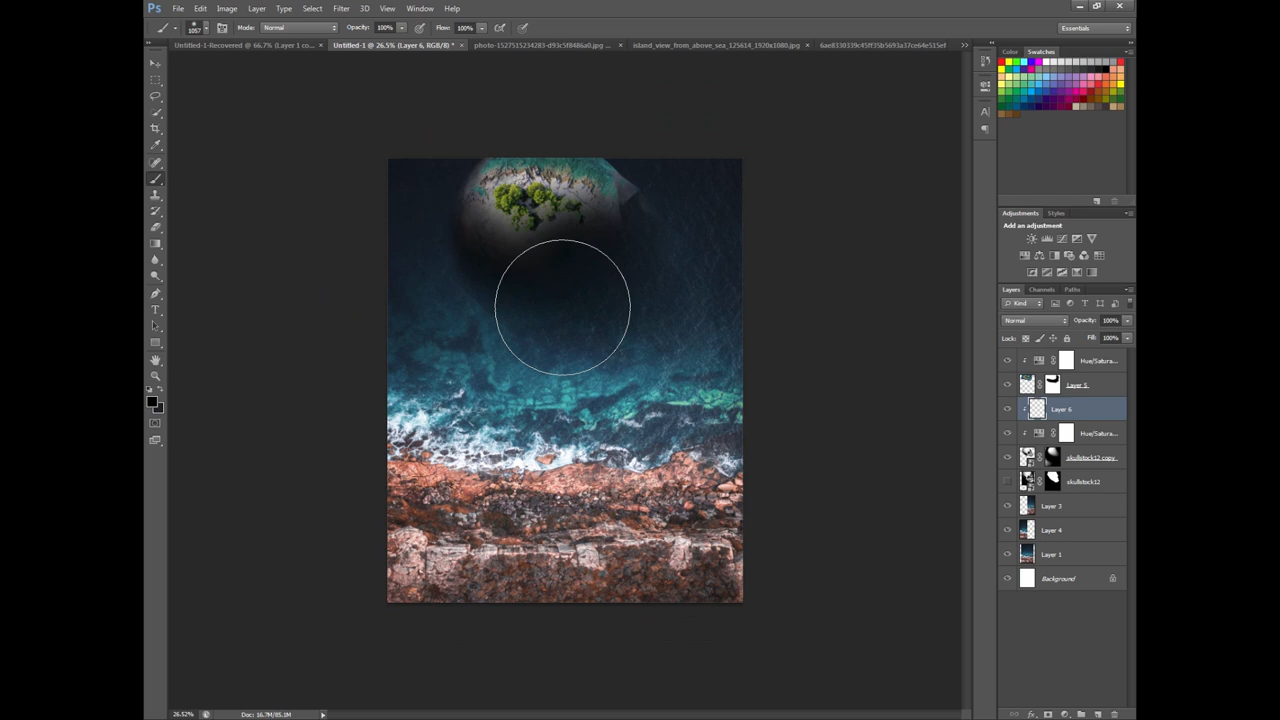 Ps File Edit Image Layer Type Select Filter 3D View Window Help
1057 Mode: Normal Opacity: 100% Flow: 100% Essentials
Untitled-1-Recovered @ 66.7% (Layer 1 co... × Untitled-1 @ 26.5% (Layer 6, RGB/8) * × photo-1527515234283-d93c5f8486a0.jpg ... × island_view_from_above_sea_125614_1920x1080.jpg × 6ae8330339c45ff35b5693a37ce64e515ef
Color Swatches
Adjustments Styles
Add an adjustment
Layers Channels Paths
Kind
Normal Opacity: 100%
Lock: Fill: 100%
Hue/Satura...
Layer 5
Layer 6
Hue/Satura...
skullstock12 copy
skullstock12
Layer 3
Layer 4
Layer 1
Background
26.52% Doc: 16.7M/85.1M